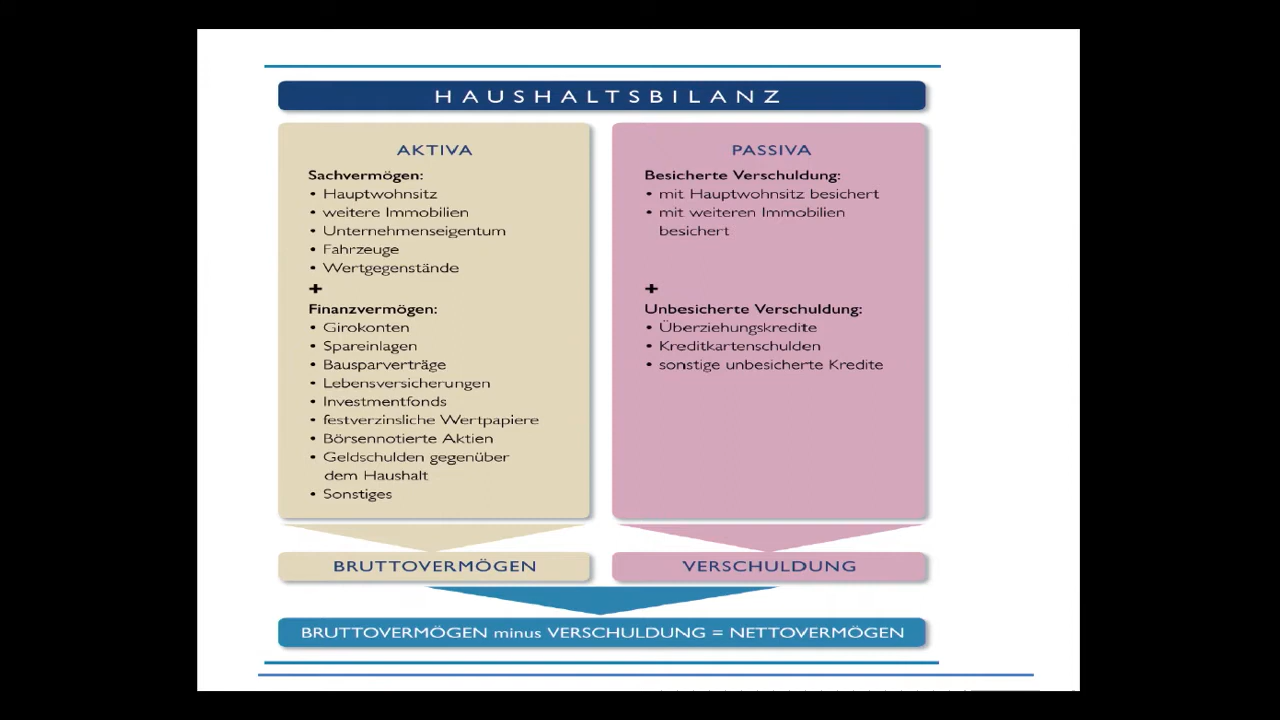 HAUSHALTSBILANZ
AKTIVA
Sachvermögen:
• Hauptwohnsitz
• weitere Immobilien
• Unternehmenseigentum
• Fahrzeuge
• Wertgegenstände
+
Finanzvermögen:
• Girokonten
• Spareinlagen
• Bausparverträge
• Lebensversicherungen
• Investmentfonds
• festverzinsliche Wertpapiere
• Börsennotierte Aktien
• Geldschulden gegenüber
dem Haushalt
• Sonstiges
BRUTTOVERMÖGEN
PASSIVA
Besicherte Verschuldung:
• mit Hauptwohnsitz besichert
• mit weiteren Immobilien
besichert
+
Unbesicherte Verschuldung:
• Überziehungskredite
• Kreditkartenschulden
• sonstige unbesicherte Kredite
VERSCHULDUNG
BRUTTOVERMÖGEN minus VERSCHULDUNG = NETTOVERMÖGEN